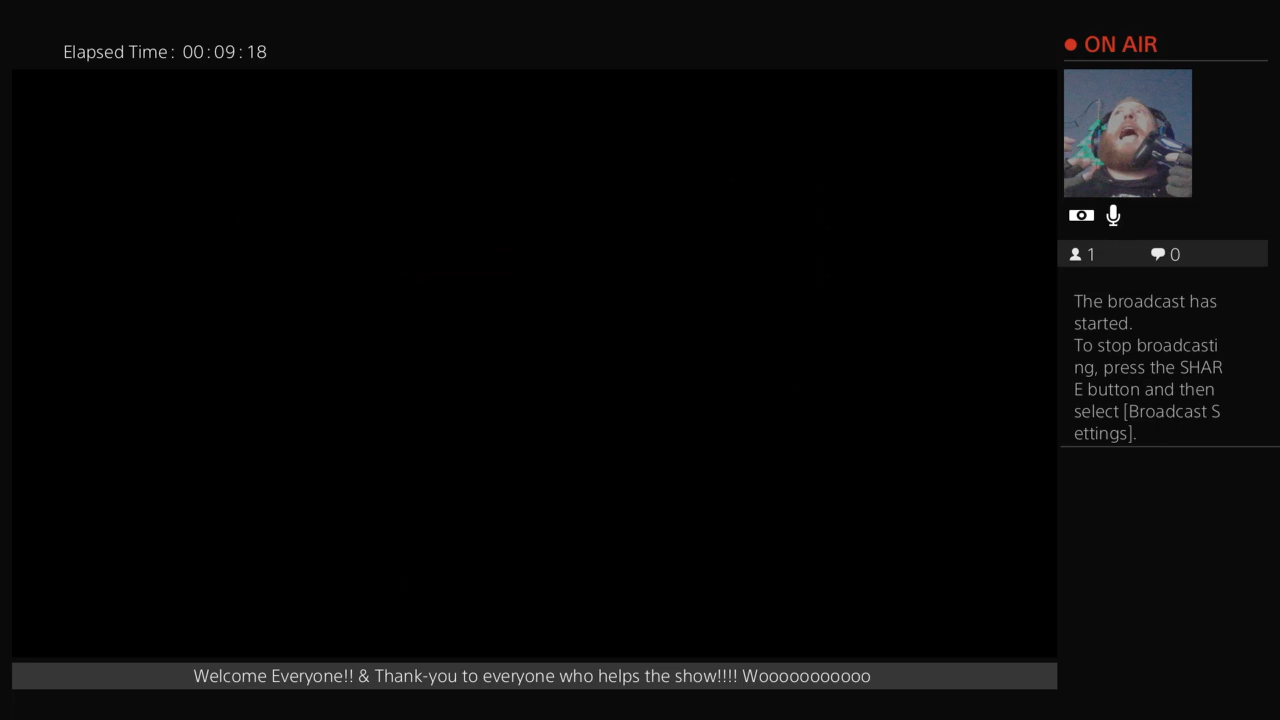 Elapsed Time: 00:09:18
ON AIR
1 0
The broadcast has
started.
To stop broadcasti
ng, press the SHAR
E button and then
select [Broadcast S
ettings].
Welcome Everyone!! & Thank-you to everyone who helps the show!!!! Wooooooooooo